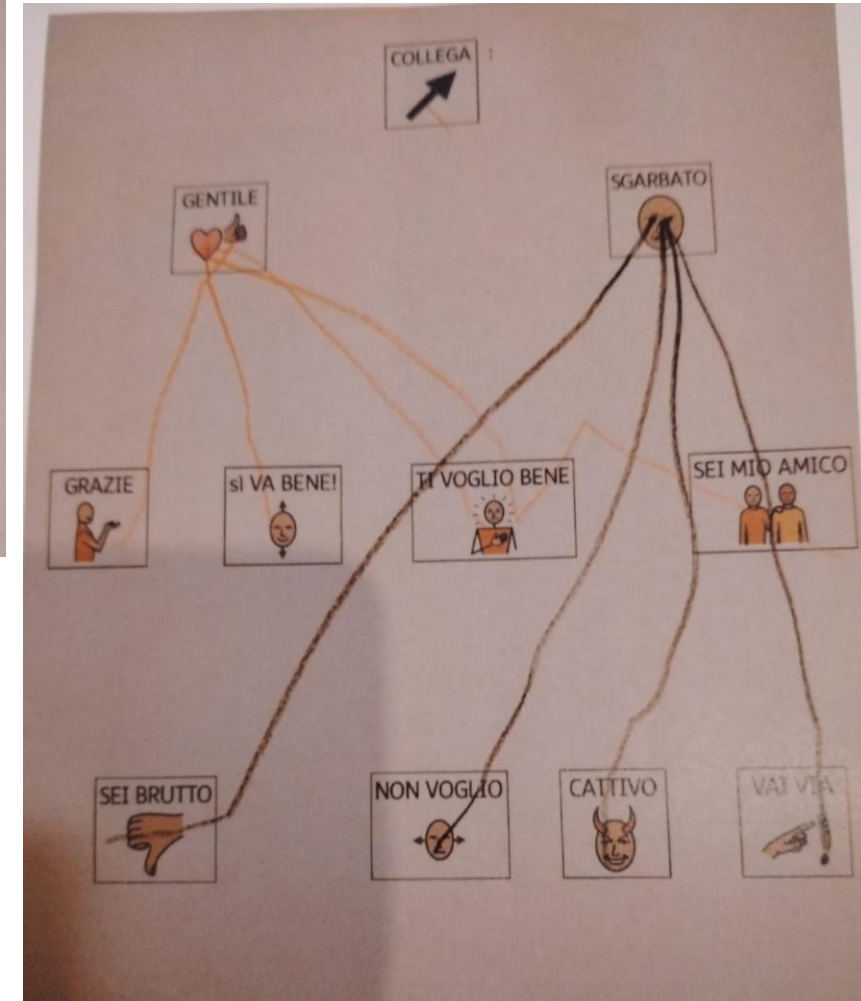 COLLEGA :
GENTILE
SGARBATO
GRAZIE
sì VA BENE!
TI VOGLIO BENE
SEI MIO AMICO
SEI BRUTTO
NON VOGLIO
CATTIVO
VAI VIA